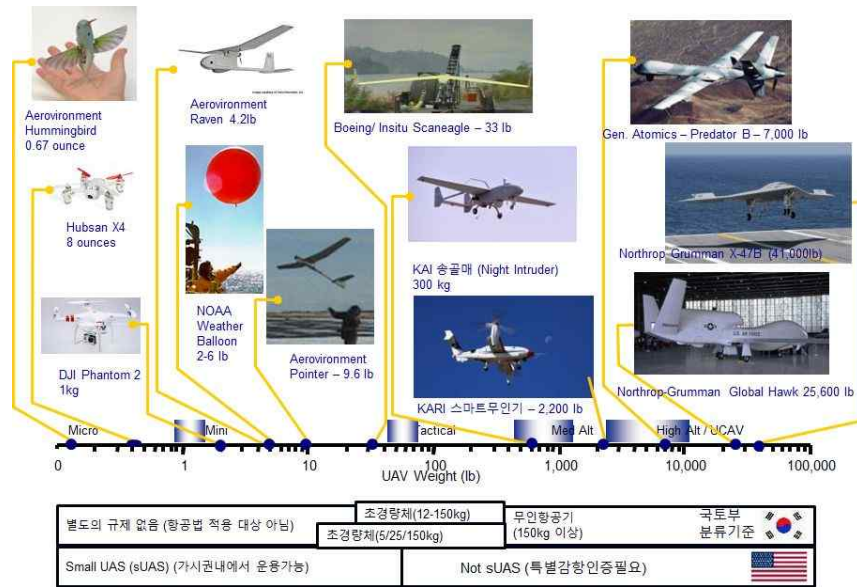 Aerovironment
Hummingbird
0.67 ounce
Aerovironment
Raven 4.2lb
Boeing/ Insitu Scaneagle – 33 lb
Gen. Atomics – Predator B – 7,000 lb
Hubsan X4
8 ounces
NOAA
Weather
Balloon
2-6 lb
KAI 송골매 (Night Intruder)
300 kg
Northrop Grumman X-47B (41,000lb)
DJI Phantom 2
1kg
Aerovironment
Pointer – 9.6 lb
KARI 스마트무인기 – 2,200 lb
Northrop-Grumman Global Hawk 25,600 lb
Micro
Mini
Tactical
Med Alt
High Alt / UCAV
0 1 10 100 1,000 10,000 100,000
UAV Weight (lb)
별도의 규제 없음 (항공법 적용 대상 아님)
초경량체(12-150kg)
초경량체(5/25/150kg)
무인항공기
(150kg 이상)
국토부
분류기준
Small UAS (sUAS) (가시권내에서 운용가능)
Not sUAS (특별감항인증필요)